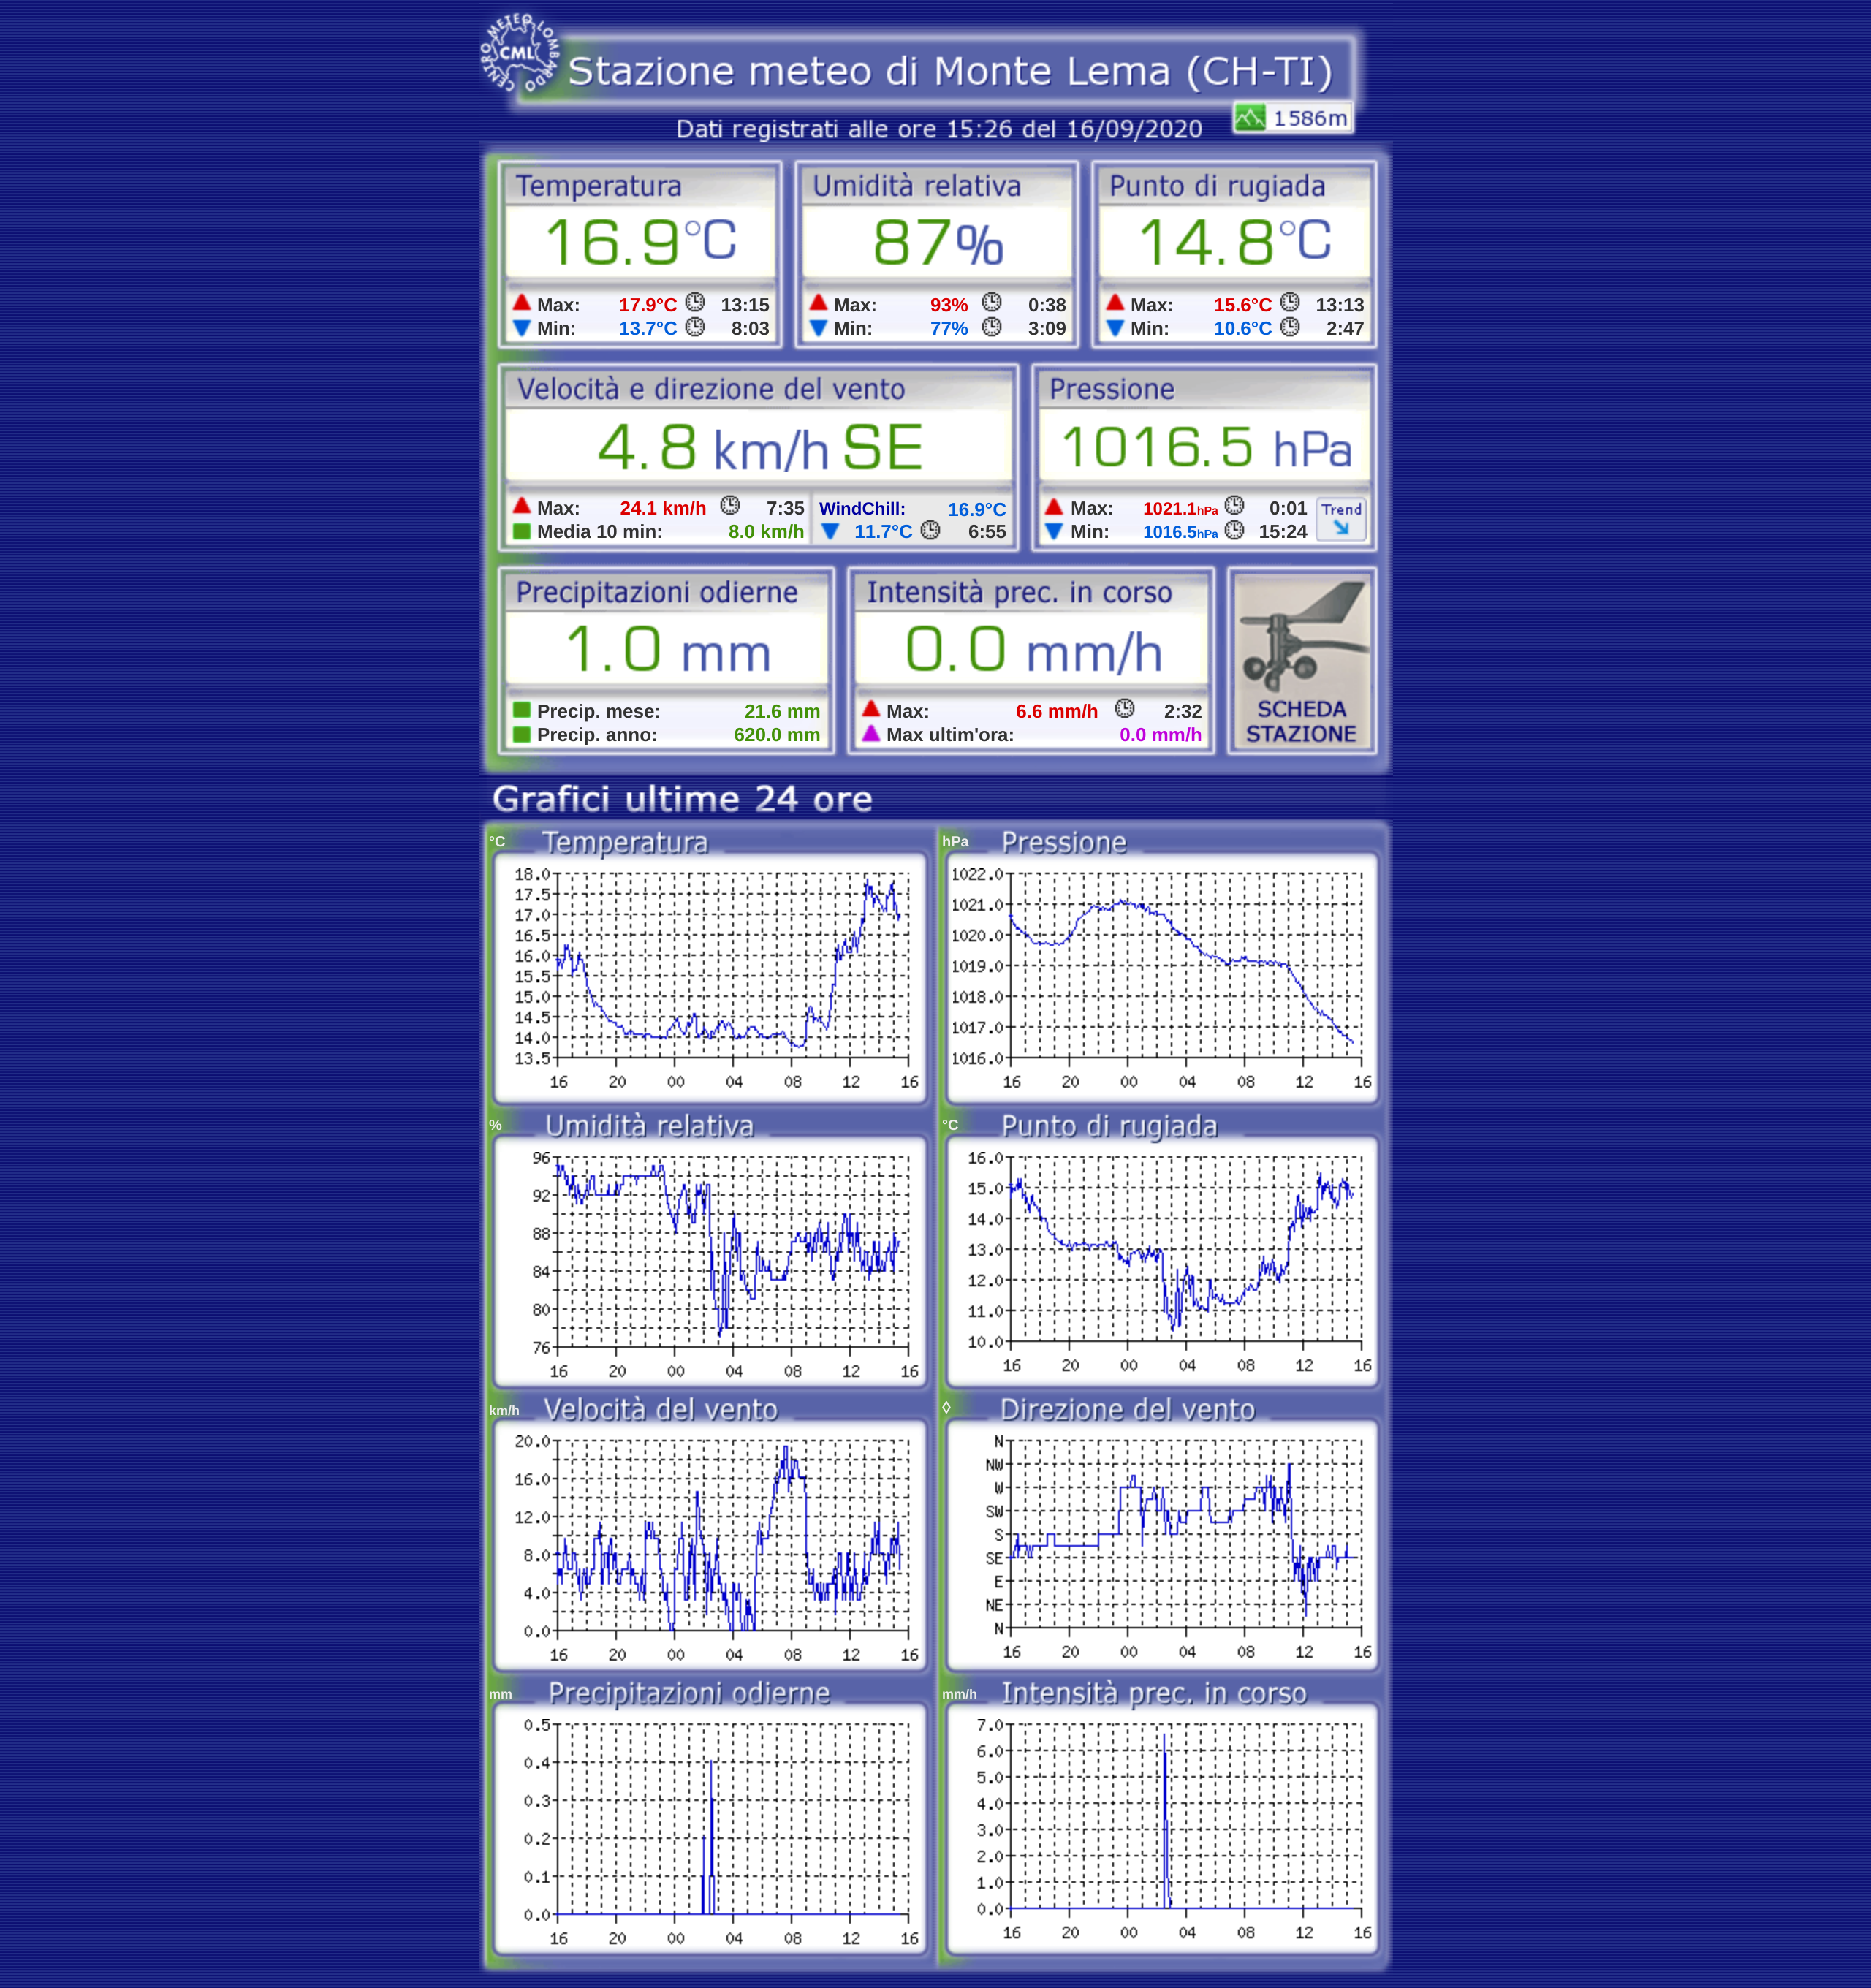 CENTRO METEO LOMBARDO
CML
Stazione meteo di Monte Lema (CH-TI)
1586m
Dati registrati alle ore 15:26 del 16/09/2020
Temperatura
16.9°C
Max: 17.9°C 13:15
Min: 13.7°C 8:03
Umidità relativa
87%
Max: 93% 0:38
Min: 77% 3:09
Punto di rugiada
14.8°C
Max: 15.6°C 13:13
Min: 10.6°C 2:47
Velocità e direzione del vento
4.8 km/h SE
Max: 24.1 km/h 7:35
Media 10 min: 8.0 km/h
WindChill: 16.9°C
11.7°C 6:55
Pressione
1016.5 hPa
Max: 1021.1hPa 0:01
Min: 1016.5hPa 15:24
Trend
Precipitazioni odierne
1.0 mm
Precip. mese: 21.6 mm
Precip. anno: 620.0 mm
Intensità prec. in corso
0.0 mm/h
Max: 6.6 mm/h 2:32
Max ultim'ora: 0.0 mm/h
SCHEDA
STAZIONE
Grafici ultime 24 ore
°C Temperatura
18.0
17.5
17.0
16.5
16.0
15.5
15.0
14.5
14.0
13.5
16 20 00 04 08 12 16
hPa Pressione
1022.0
1021.0
1020.0
1019.0
1018.0
1017.0
1016.0
16 20 00 04 08 12 16
% Umidità relativa
96
92
88
84
80
76
16 20 00 04 08 12 16
°C Punto di rugiada
16.0
15.0
14.0
13.0
12.0
11.0
10.0
16 20 00 04 08 12 16
km/h Velocità del vento
20.0
16.0
12.0
8.0
4.0
0.0
16 20 00 04 08 12 16
◊ Direzione del vento
N
NW
W
SW
S
SE
E
NE
N
16 20 00 04 08 12 16
mm Precipitazioni odierne
0.5
0.4
0.3
0.2
0.1
0.0
16 20 00 04 08 12 16
mm/h Intensità prec. in corso
7.0
6.0
5.0
4.0
3.0
2.0
1.0
0.0
16 20 00 04 08 12 16